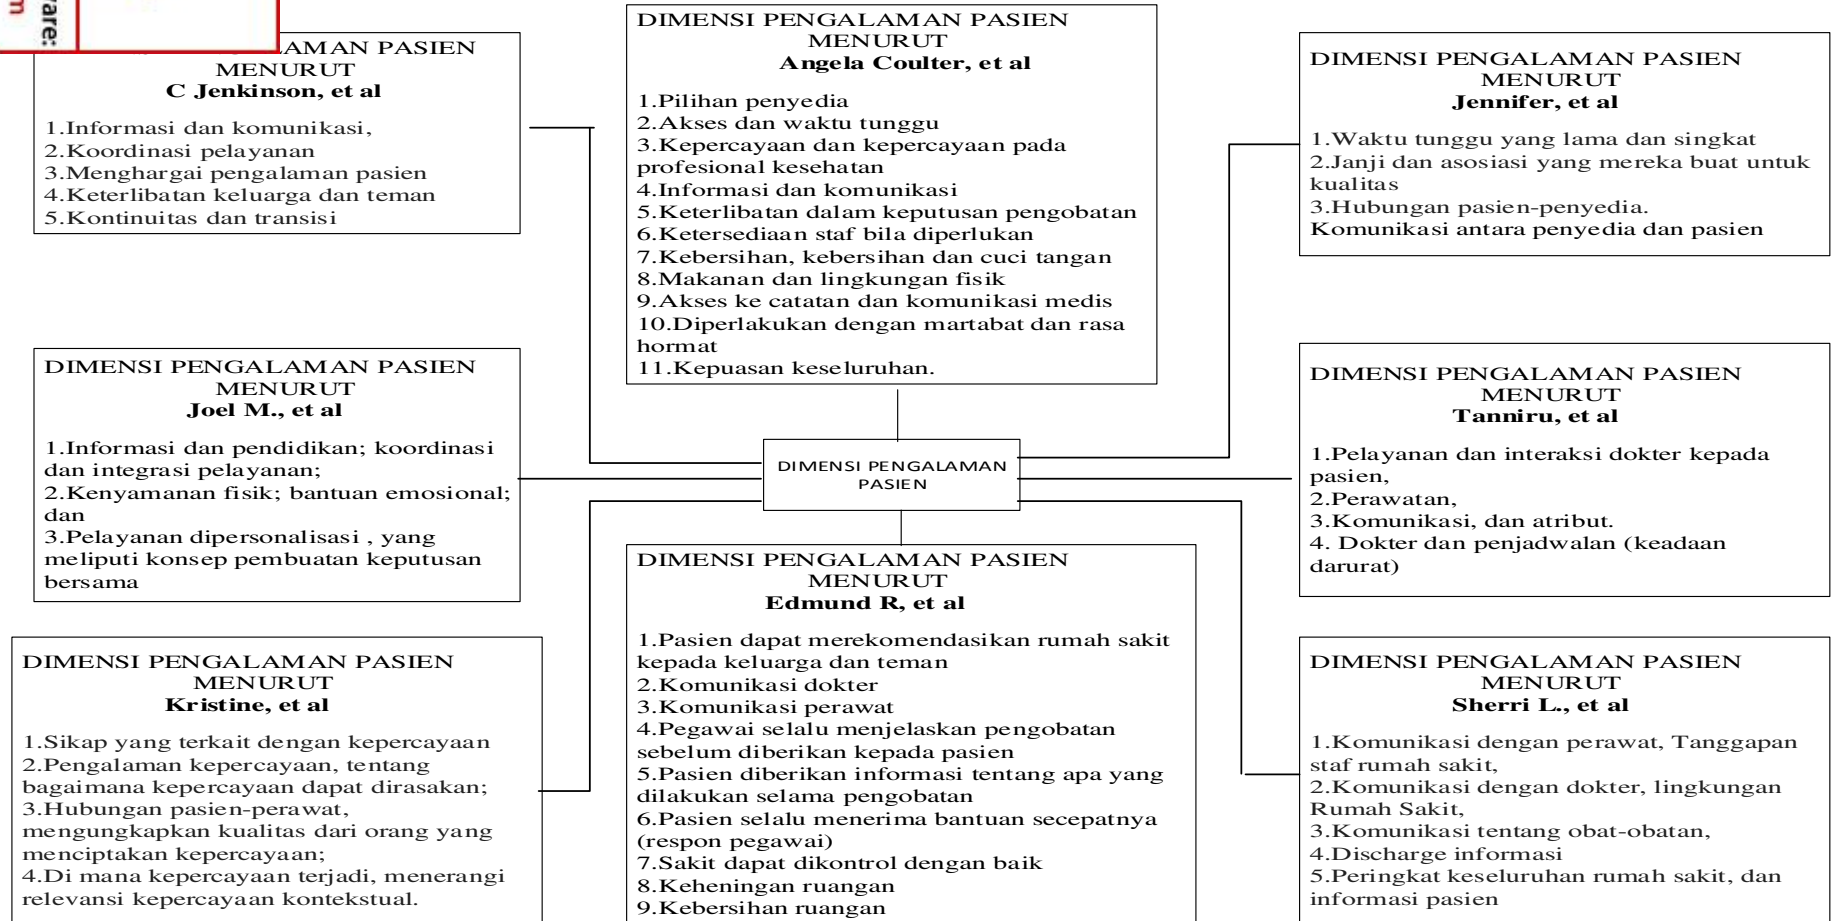 are:
m
AMAN PASIEN
MENURUT
C Jenkinson, et al
1.Informasi dan komunikasi,
2.Koordinasi pelayanan
3.Menghargai pengalaman pasien
4.Keterlibatan keluarga dan teman
5.Kontinuitas dan transisi
DIMENSI PENGALAMAN PASIEN
MENURUT
Angela Coulter, et al
1.Pilihan penyedia
2.Akses dan waktu tunggu
3.Kepercayaan dan kepercayaan pada
profesional kesehatan
4.Informasi dan komunikasi
5.Keterlibatan dalam keputusan pengobatan
6.Ketersediaan staf bila diperlukan
7.Kebersihan, kebersihan dan cuci tangan
8.Makanan dan lingkungan fisik
9.Akses ke catatan dan komunikasi medis
10.Diperlakukan dengan martabat dan rasa
hormat
11.Kepuasan keseluruhan.
DIMENSI PENGALAMAN PASIEN
MENURUT
Jennifer, et al
1.Waktu tunggu yang lama dan singkat
2.Janji dan asosiasi yang mereka buat untuk
kualitas
3.Hubungan pasien-penyedia.
Komunikasi antara penyedia dan pasien
DIMENSI PENGALAMAN PASIEN
MENURUT
Joel M., et al
1.Informasi dan pendidikan; koordinasi
dan integrasi pelayanan;
2.Kenyamanan fisik; bantuan emosional;
dan
3.Pelayanan dipersonalisasi , yang
meliputi konsep pembuatan keputusan
bersama
DIMENSI PENGALAMAN
PASIEN
DIMENSI PENGALAMAN PASIEN
MENURUT
Tanniru, et al
1.Pelayanan dan interaksi dokter kepada
pasien,
2.Perawatan,
3.Komunikasi, dan atribut.
4. Dokter dan penjadwalan (keadaan
darurat)
DIMENSI PENGALAMAN PASIEN
MENURUT
Kristine, et al
1.Sikap yang terkait dengan kepercayaan
2.Pengalaman kepercayaan, tentang
bagaimana kepercayaan dapat dirasakan;
3.Hubungan pasien-perawat,
mengungkapkan kualitas dari orang yang
menciptakan kepercayaan;
4.Di mana kepercayaan terjadi, menerangi
relevansi kepercayaan kontekstual.
DIMENSI PENGALAMAN PASIEN
MENURUT
Edmund R, et al
1.Pasien dapat merekomendasikan rumah sakit
kepada keluarga dan teman
2.Komunikasi dokter
3.Komunikasi perawat
4.Pegawai selalu menjelaskan pengobatan
sebelum diberikan kepada pasien
5.Pasien diberikan informasi tentang apa yang
dilakukan selama pengobatan
6.Pasien selalu menerima bantuan secepatnya
(respon pegawai)
7.Sakit dapat dikontrol dengan baik
8.Keheningan ruangan
9.Kebersihan ruangan
DIMENSI PENGALAMAN PASIEN
MENURUT
Sherri L., et al
1.Komunikasi dengan perawat, Tanggapan
staf rumah sakit,
2.Komunikasi dengan dokter, lingkungan
Rumah Sakit,
3.Komunikasi tentang obat-obatan,
4.Discharge informasi
5.Peringkat keseluruhan rumah sakit, dan
informasi pasien